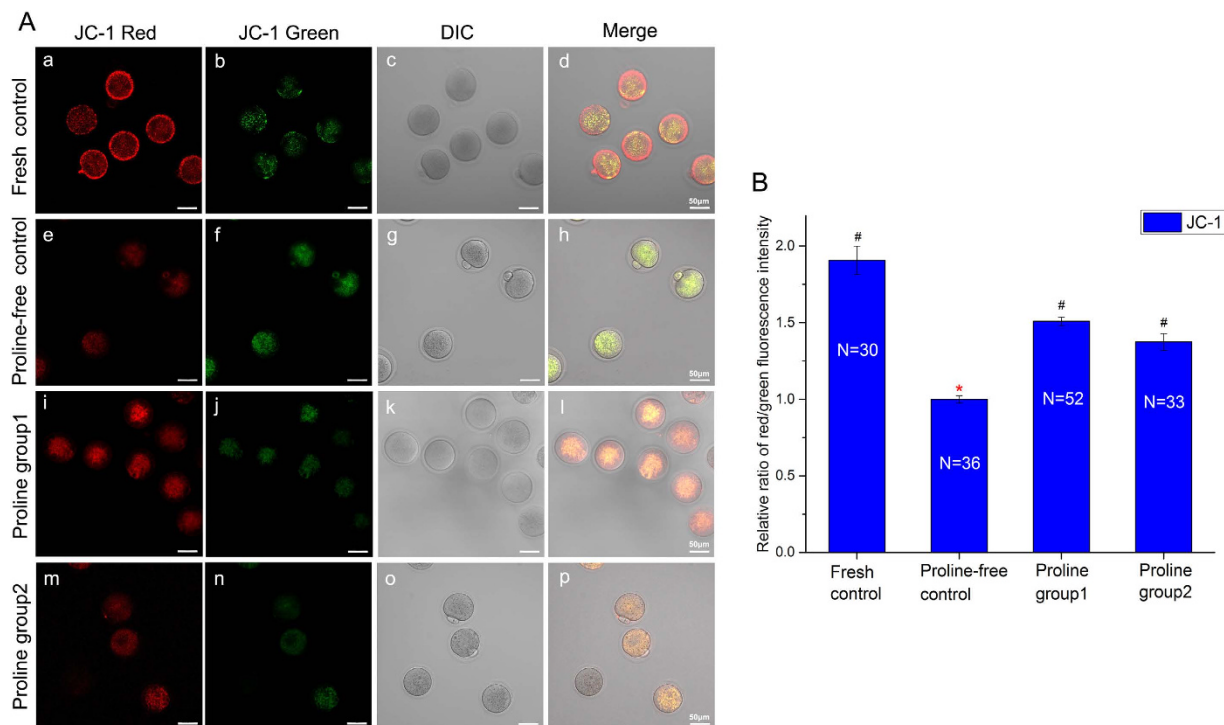 A
JC-1 Red
JC-1 Green
DIC
Merge
Fresh control
a
b
c
d
50μm
Proline-free control
e
f
g
h
50μm
Proline group1
i
j
k
l
50μm
Proline group2
m
n
o
p
50μm
B
JC-1
Relative ratio of red/green fluorescence intensity
2.0
1.5
1.0
0.5
0.0
#
*
#
#
N=30
N=36
N=52
N=33
Fresh
control
Proline-free
control
Proline
group1
Proline
group2